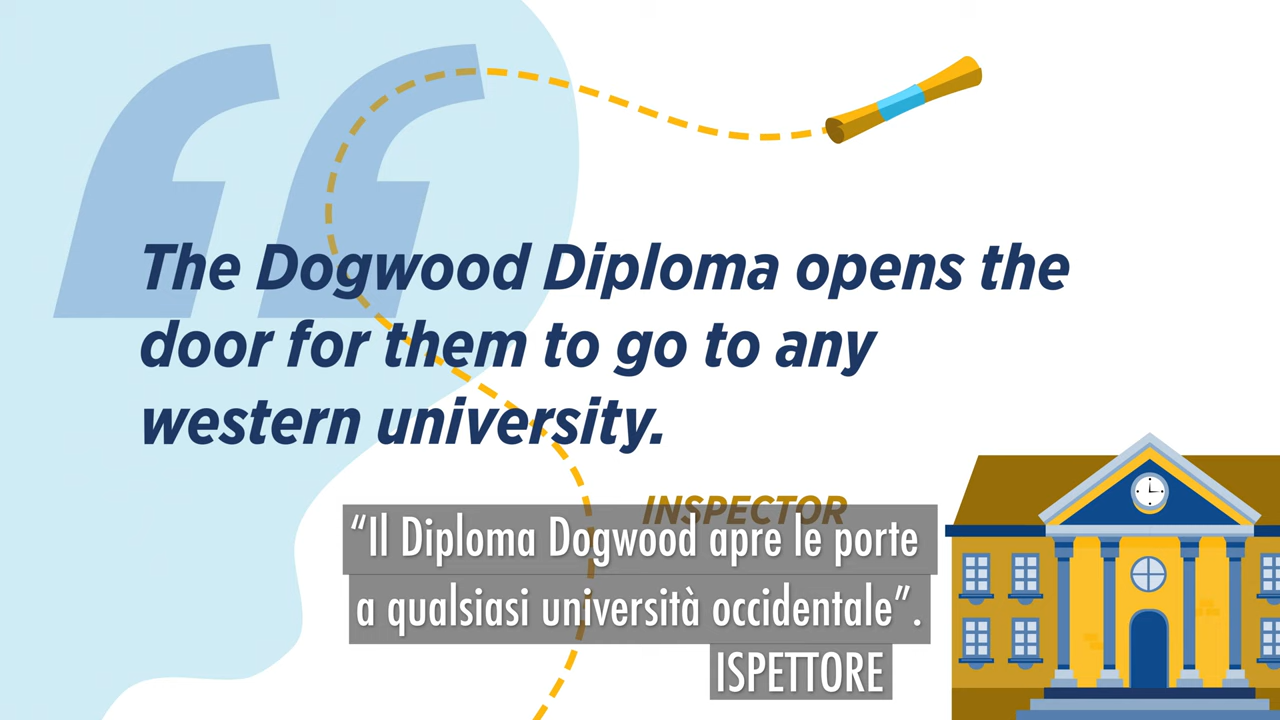 The Dogwood Diploma opens the
door for them to go to any
western university.
INSPECTOR
“Il Diploma Dogwood apre le porte
a qualsiasi università occidentale”.
ISPETTORE